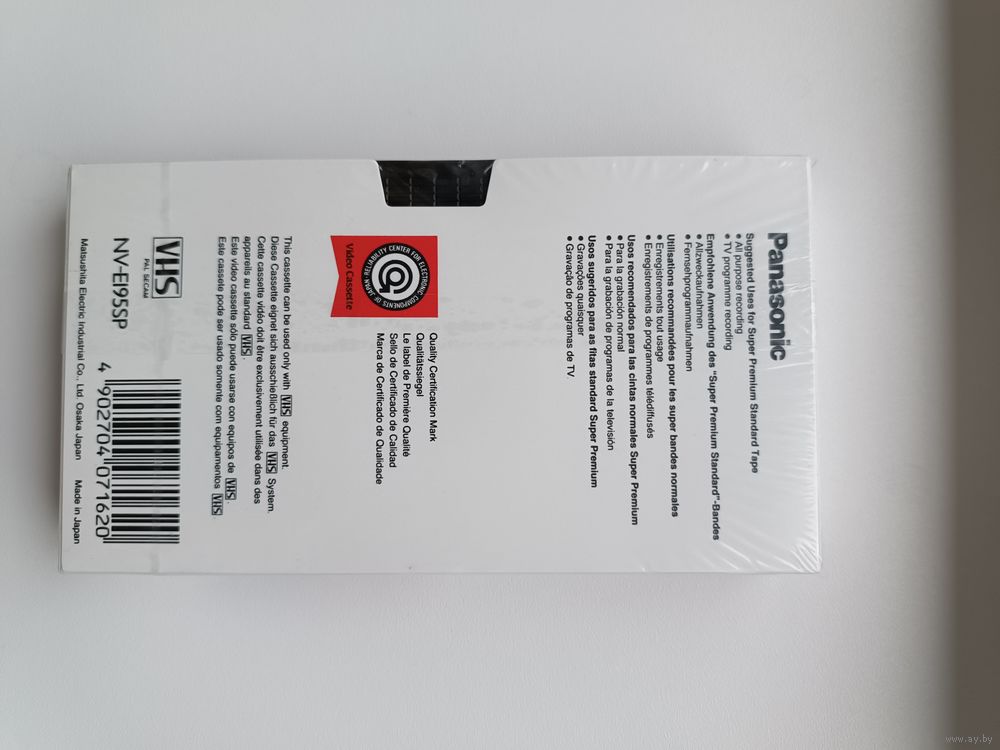 Panasonic
Suggested Uses for Super Premium Standard Tape
● All purpose recording
● TV programme recording
Empfohlene Anwendung des "Super Premium Standard"-Bandes
● Allzweckaufnahmen
● Fernsehprogrammaufnahmen
Utilisations recommandées pour les super bandes normales
● Enregistrements tout usage
● Enregistrements de programmes télédiffusés
Usos recomendados para las cintas normales Super Premium
● Para la grabación normal
● Para la grabación de programas de la televisión
Usos sugeridos para as fitas standard Super Premium
● Gravações quaisquer
● Gravação de programas de TV
RELIABILITY CENTER FOR ELECTRONIC COMPONENTS OF JAPAN
Video Cassette
Quality Certification Mark
Qualitätssiegel
Le label de Première Qualité
Sello de Certificado de Calidad
Marca de Certificado de Qualidade
This cassette can be used only with VHS equipment.
Diese Cassette eignet sich ausschließlich für das VHS System.
Cette cassette vidéo doit être exclusivement utilisée dans des
appareils au standard VHS.
Este video cassette sólo puede usarse con equipos de VHS.
Este cassete pode ser usado somente com equipamentos VHS.
VHS
PAL SECAM
NV-E195SP
4 902704 071620
Matsushita Electric Industrial Co., Ltd. Osaka Japan Made in Japan
www.ay.by